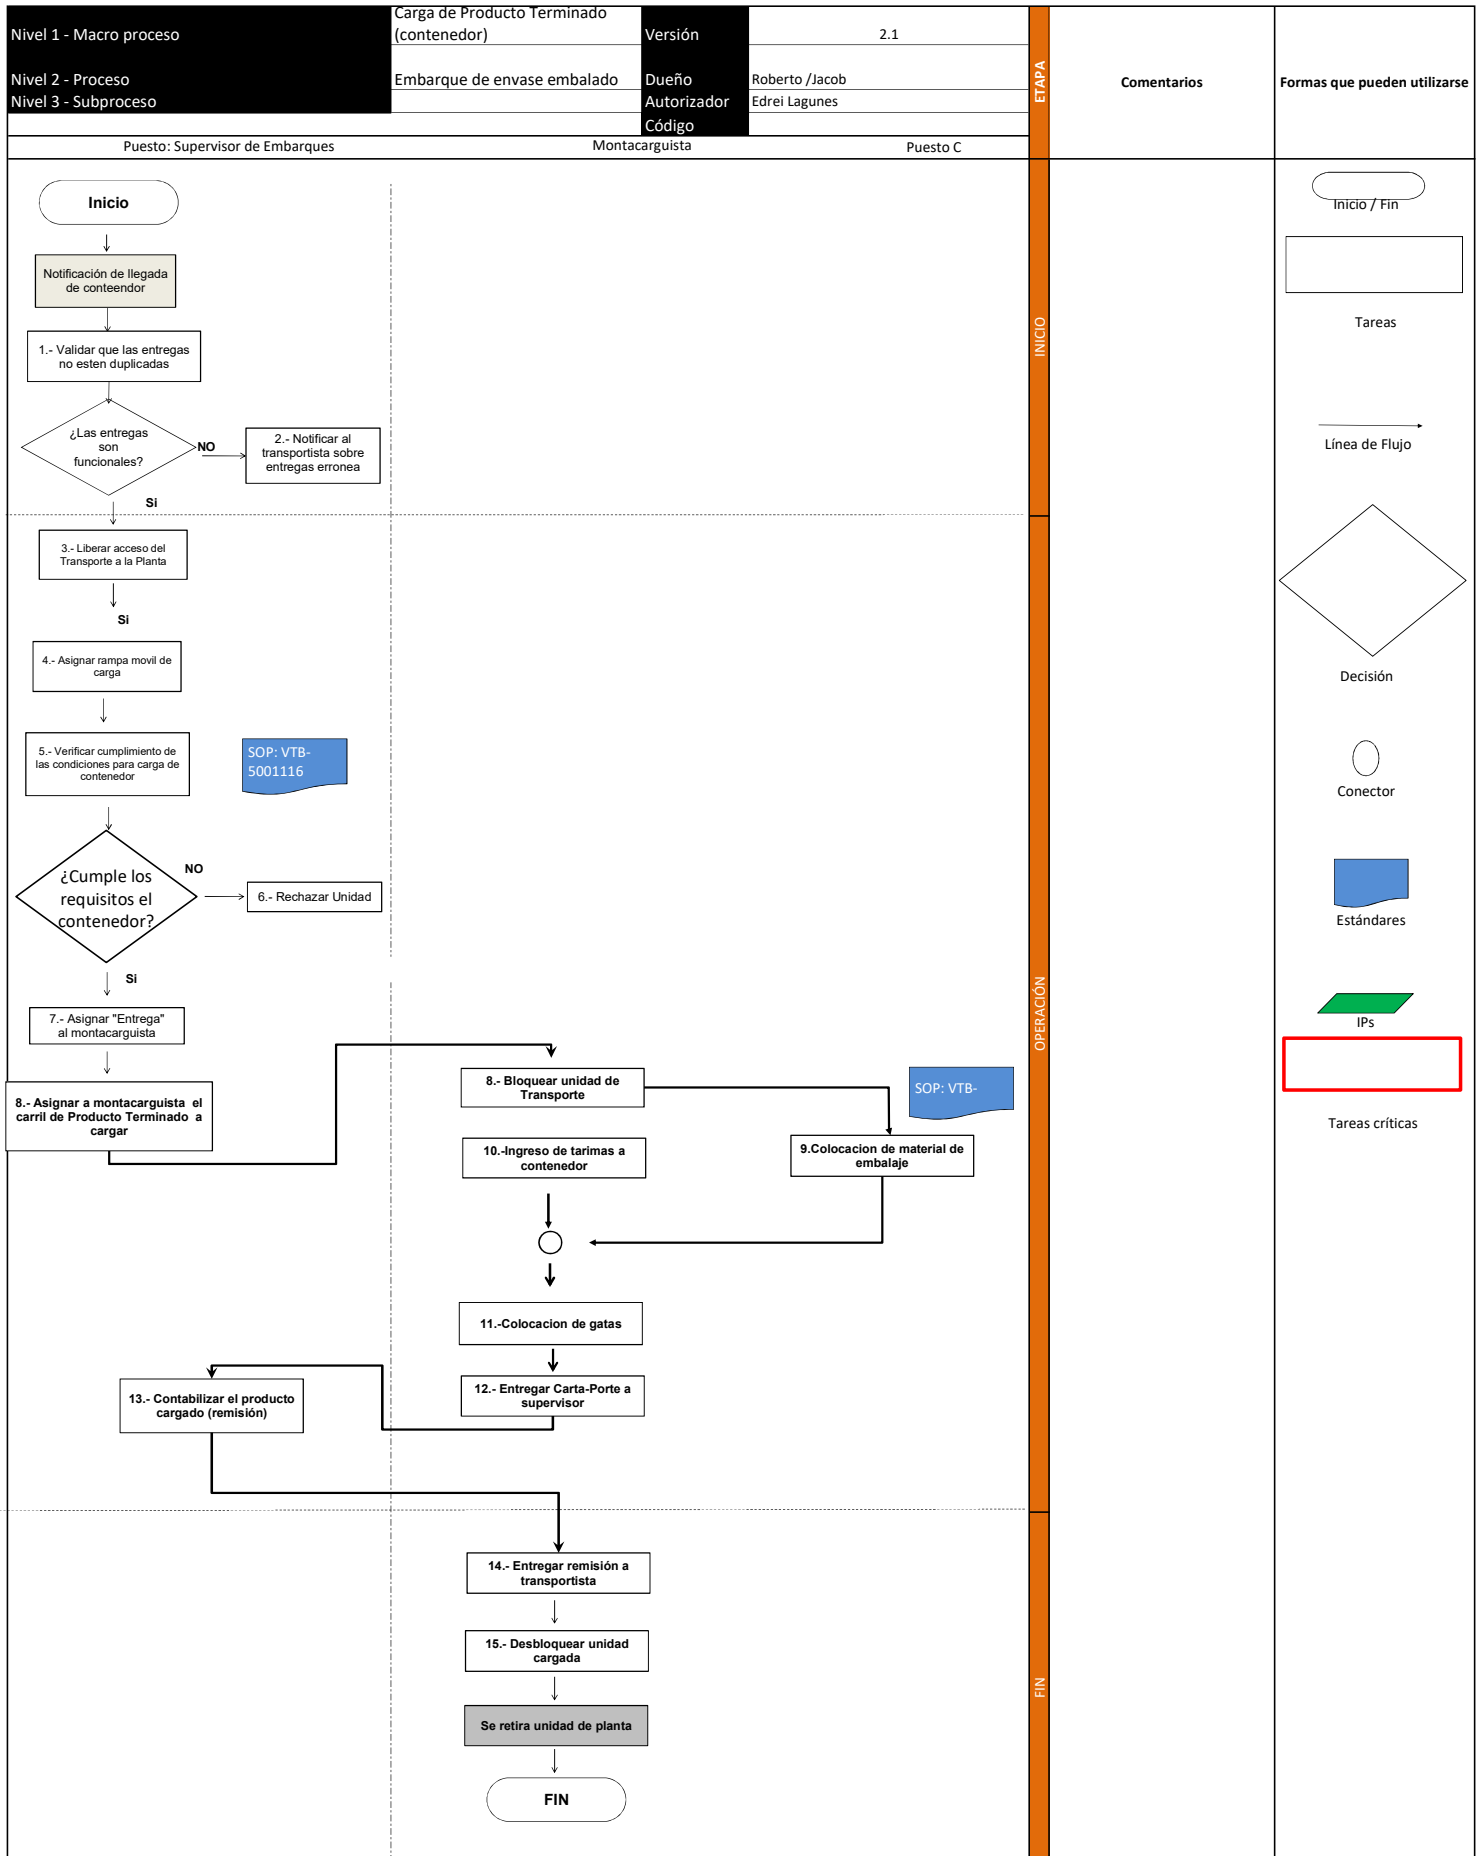 Nivel 1 - Macro proceso
Carga de Producto Terminado
(contenedor)
Versión
2.1
Nivel 2 - Proceso
Embarque de envase embalado
Dueño
Roberto /Jacob
Nivel 3 - Subproceso
Autorizador
Edrei Lagunes
Código
ETAPA
Comentarios
Formas que pueden utilizarse
Puesto: Supervisor de Embarques
Montacarguista
Puesto C
Inicio
Notificación de llegada
de conteendor
1.- Validar que las entregas
no esten duplicadas
¿Las entregas
son
funcionales?
NO
2.- Notificar al
transportista sobre
entregas erronea
Si
INICIO
3.- Liberar acceso del
Transporte a la Planta
Si
4.- Asignar rampa movil de
carga
5.- Verificar cumplimiento de
las condiciones para carga de
contenedor
SOP: VTB-
5001116
¿Cumple los
requisitos el
contenedor?
NO
6.- Rechazar Unidad
Si
7.- Asignar "Entrega"
al montacarguista
8.- Asignar a montacarguista el
carril de Producto Terminado a
cargar
8.- Bloquear unidad de
Transporte
SOP: VTB-
10.-Ingreso de tarimas a
contenedor
9.Colocacion de material de
embalaje
11.-Colocacion de gatas
12.- Entregar Carta-Porte a
supervisor
13.- Contabilizar el producto
cargado (remisión)
OPERACIÓN
14.- Entregar remisión a
transportista
15.- Desbloquear unidad
cargada
Se retira unidad de planta
FIN
FIN
Inicio / Fin
Tareas
Línea de Flujo
Decisión
Conector
Estándares
IPs
Tareas críticas